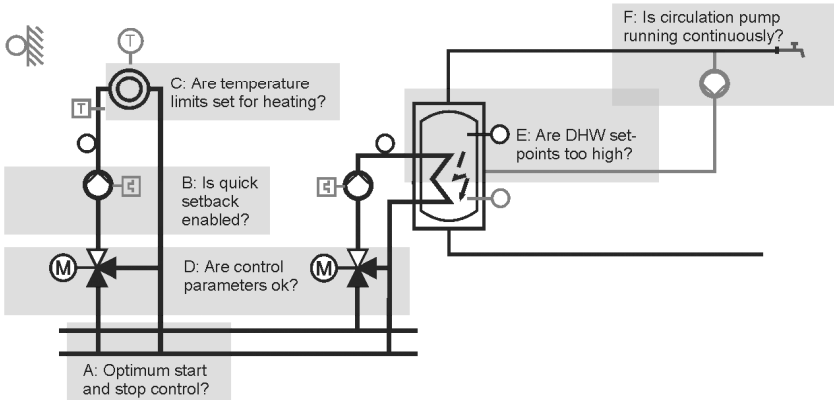 F: Is circulation pump
running continuously?
T
C: Are temperature
limits set for heating?
T
E: Are DHW set-
points too high?
B: Is quick
setback
enabled?
D: Are control
parameters ok?
M
M
A: Optimum start
and stop control?